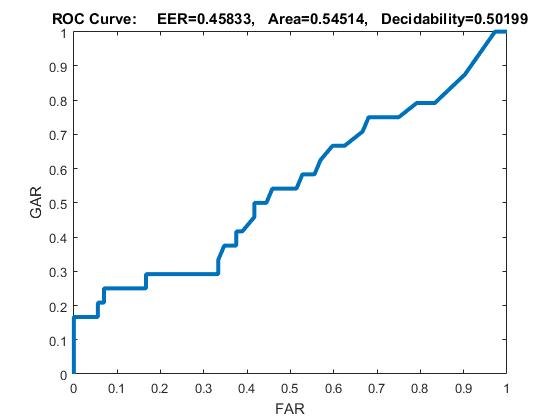 ROC Curve: EER=0.45833, Area=0.54514, Decidability=0.50199
1
0.9
0.8
0.7
0.6
0.5
0.4
0.3
0.2
0.1
0
GAR
0 0.1 0.2 0.3 0.4 0.5 0.6 0.7 0.8 0.9 1
FAR